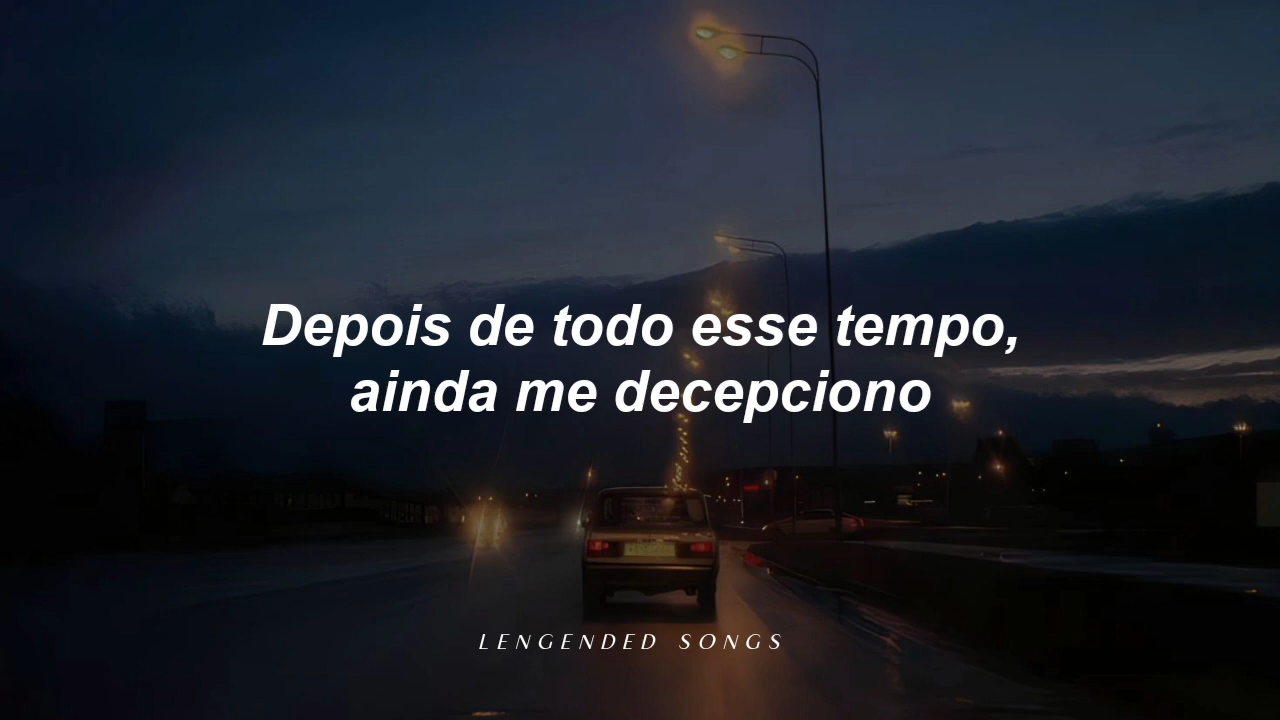 Depois de todo esse tempo,
ainda me decepciono
LENGENDED SONGS